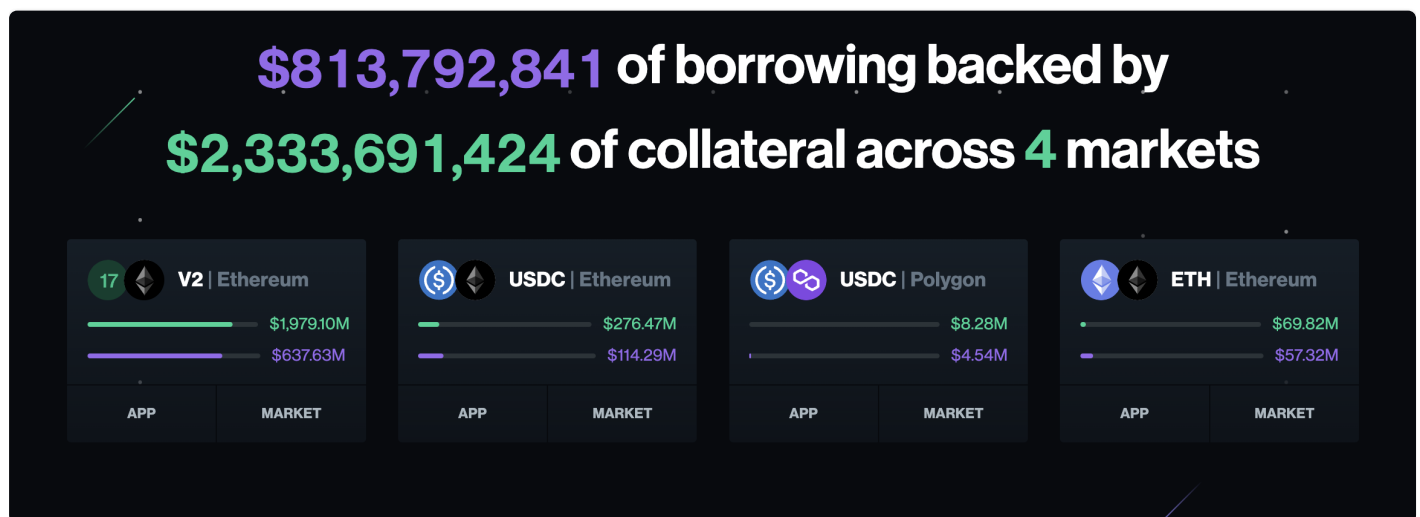 $813,792,841 of borrowing backed by
$2,333,691,424 of collateral across 4 markets
17 V2 | Ethereum
$1,979.10M
$637.63M
APP MARKET
USDC | Ethereum
$276.47M
$114.29M
APP MARKET
USDC | Polygon
$8.28M
$4.54M
APP MARKET
ETH | Ethereum
$69.82M
$57.32M
APP MARKET